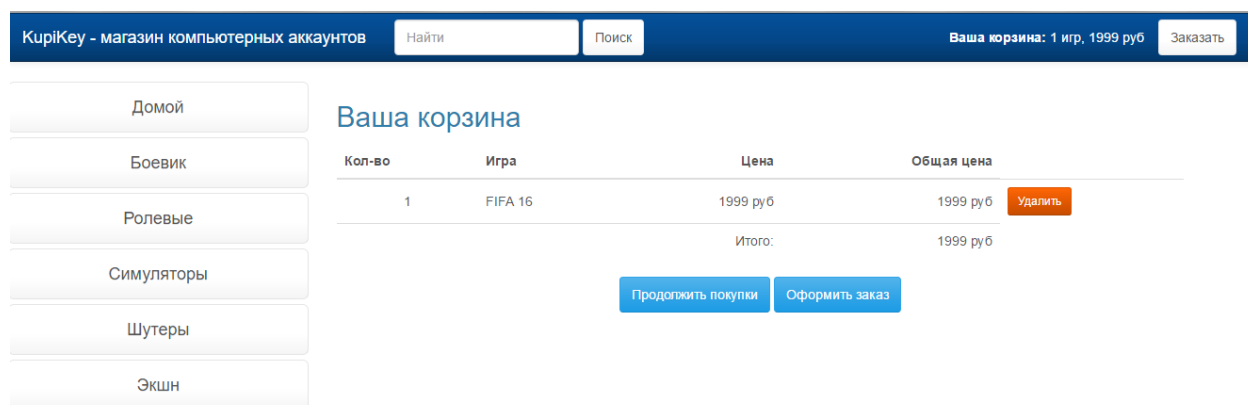 KupiKey - магазин компьютерных аккаунтов Найти Поиск Ваша корзина: 1 игр, 1999 руб Заказать
Домой
Боевик
Ролевые
Симуляторы
Шутеры
Экшн
Ваша корзина
Кол-во Игра Цена Общая цена
1 FIFA 16 1999 руб 1999 руб Удалить
Итого: 1999 руб
Продолжить покупки Оформить заказ